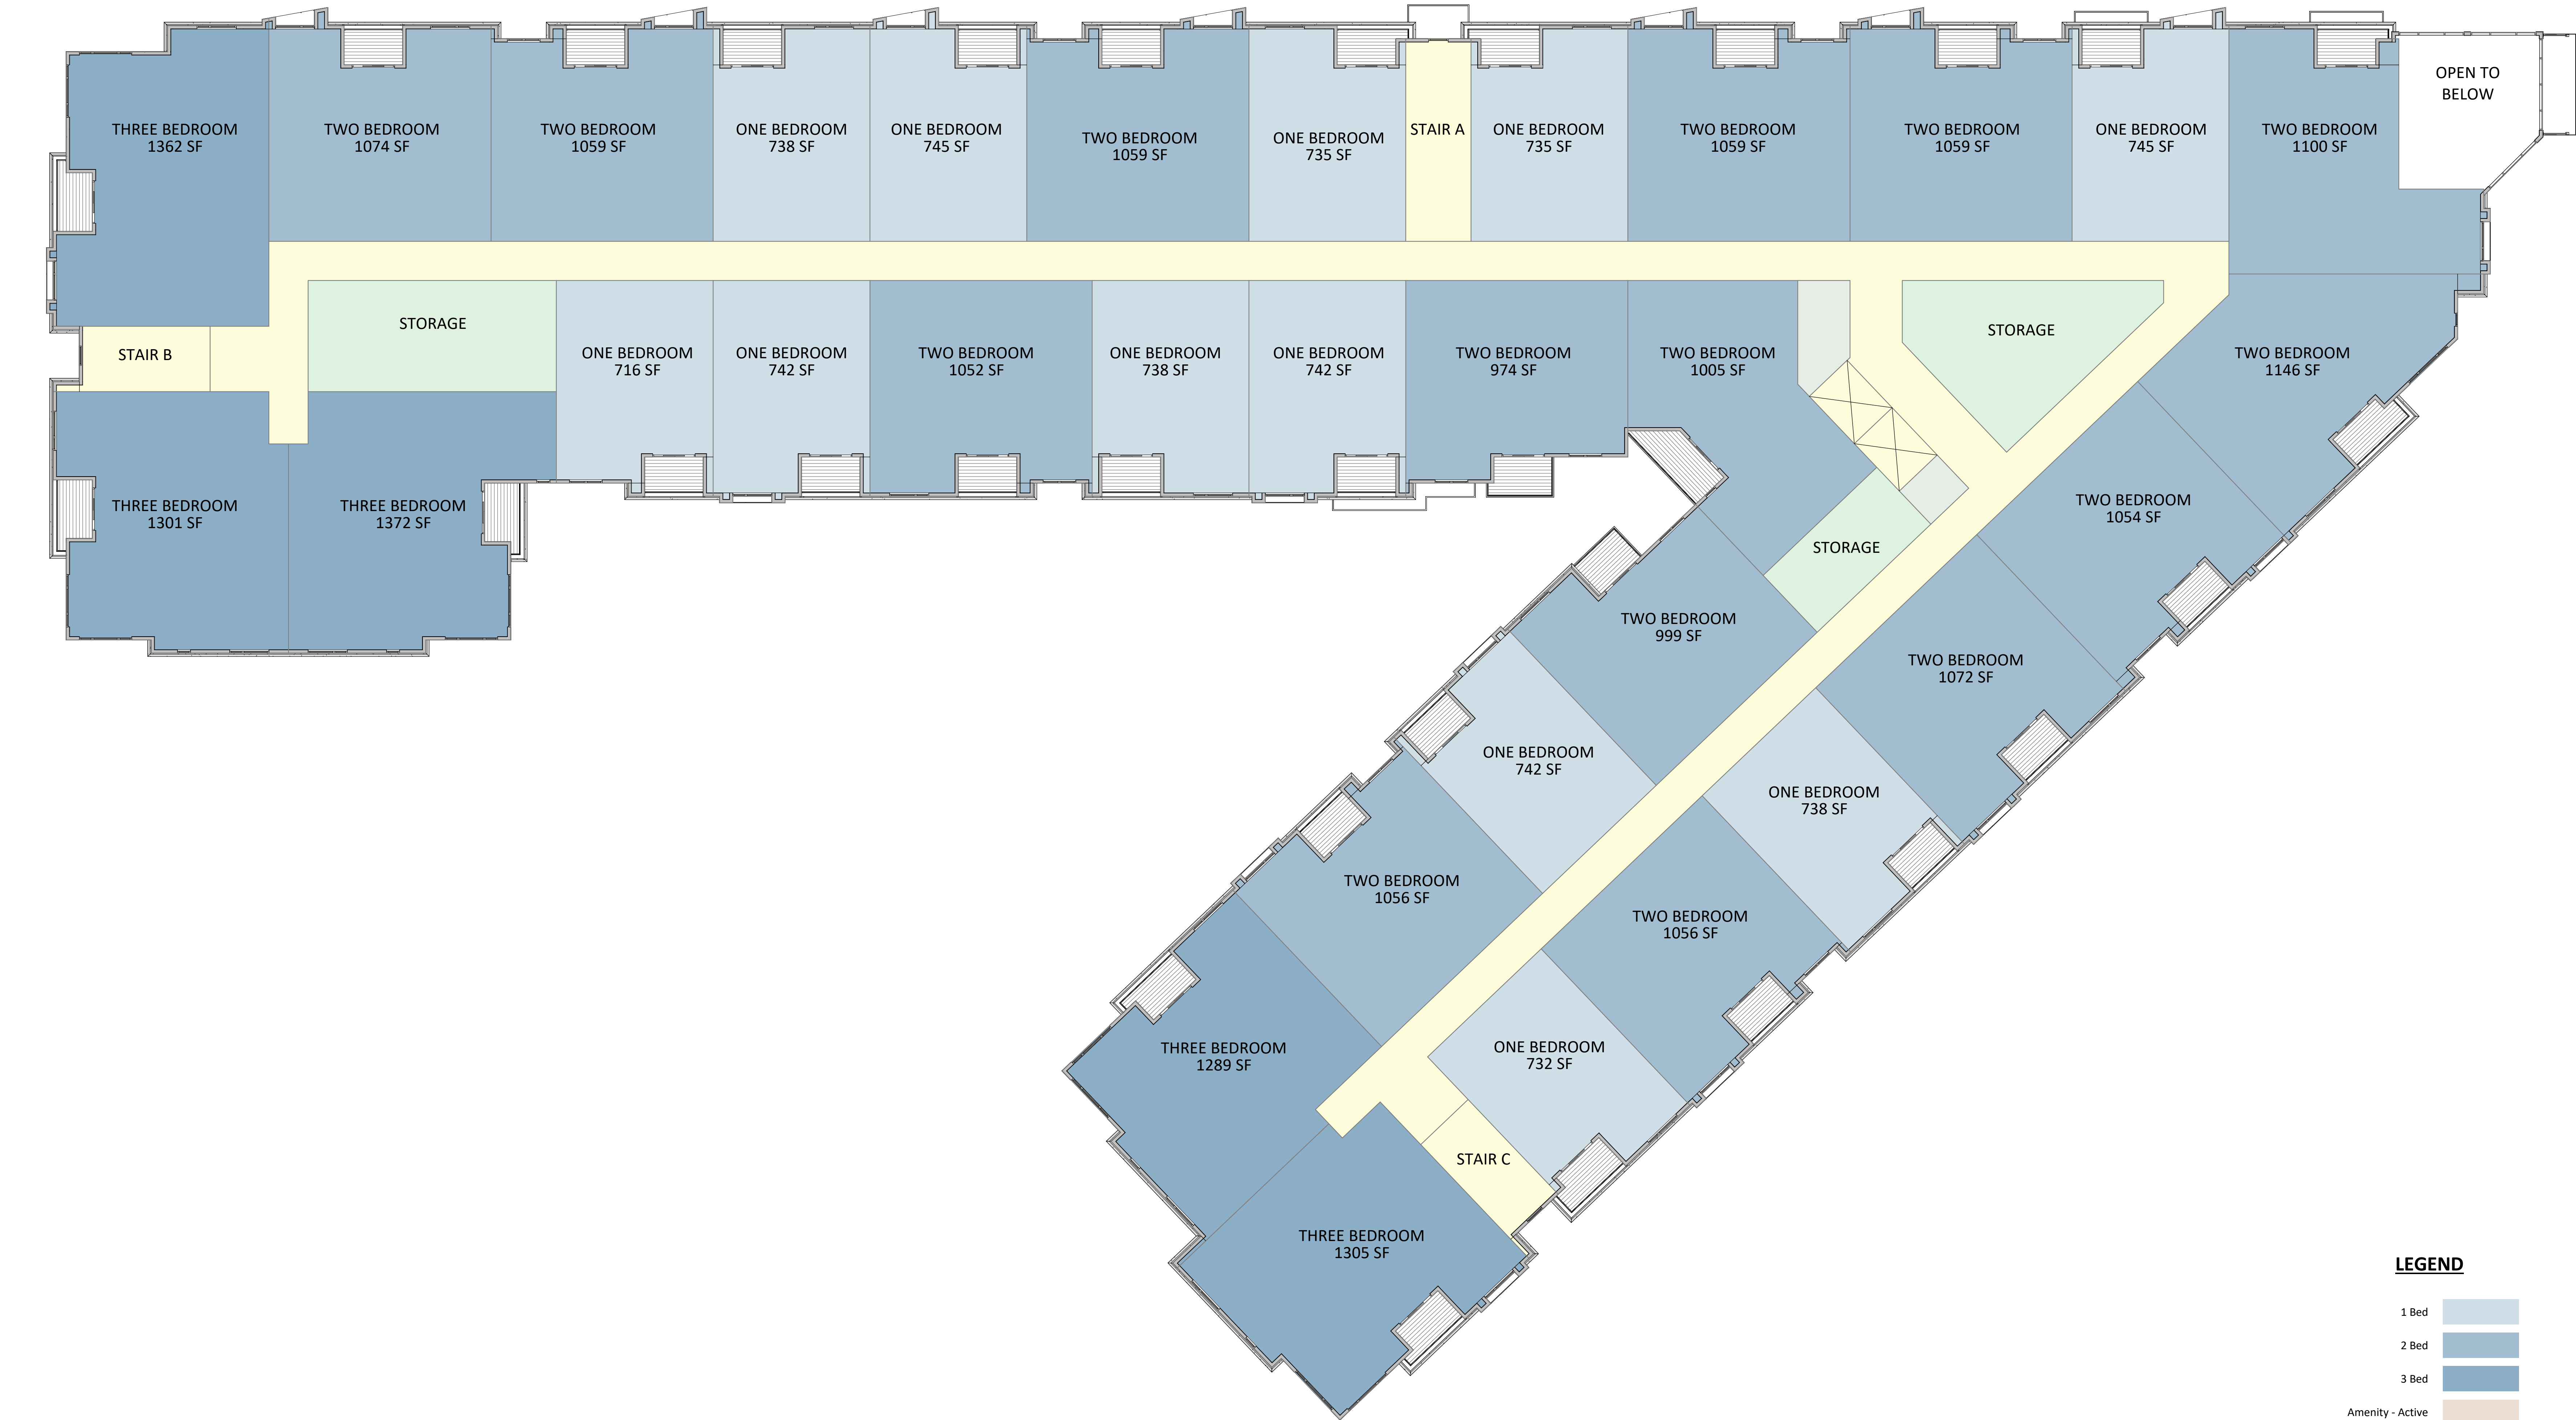 OPEN TO
BELOW
THREE BEDROOM
1362 SF
TWO BEDROOM
1074 SF
TWO BEDROOM
1059 SF
ONE BEDROOM
738 SF
ONE BEDROOM
745 SF
TWO BEDROOM
1059 SF
ONE BEDROOM
735 SF
STAIR A
ONE BEDROOM
735 SF
TWO BEDROOM
1059 SF
TWO BEDROOM
1059 SF
ONE BEDROOM
745 SF
TWO BEDROOM
1100 SF
STAIR B
STORAGE
ONE BEDROOM
716 SF
ONE BEDROOM
742 SF
TWO BEDROOM
1052 SF
ONE BEDROOM
738 SF
ONE BEDROOM
742 SF
TWO BEDROOM
974 SF
TWO BEDROOM
1005 SF
STORAGE
TWO BEDROOM
1146 SF
THREE BEDROOM
1301 SF
THREE BEDROOM
1372 SF
TWO BEDROOM
1054 SF
STORAGE
TWO BEDROOM
999 SF
TWO BEDROOM
1072 SF
ONE BEDROOM
742 SF
ONE BEDROOM
738 SF
TWO BEDROOM
1056 SF
TWO BEDROOM
1056 SF
THREE BEDROOM
1289 SF
ONE BEDROOM
732 SF
STAIR C
THREE BEDROOM
1305 SF
LEGEND
1 Bed
2 Bed
3 Bed
Amenity - Active